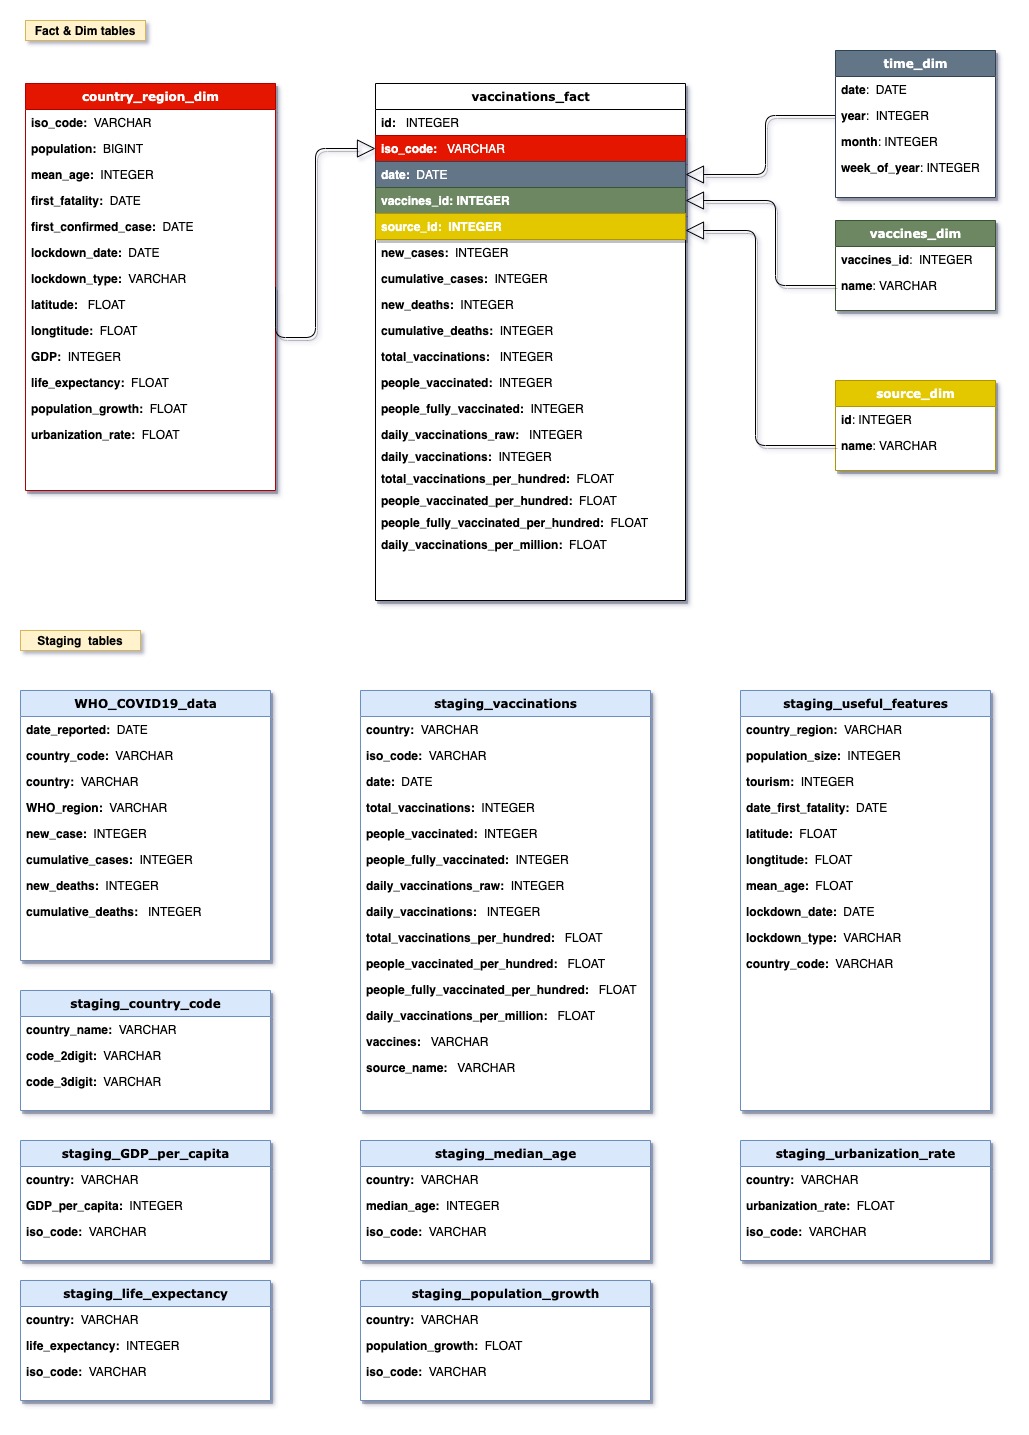 Fact & Dim tables
country_region_dim
iso_code: VARCHAR
population: BIGINT
mean_age: INTEGER
first_fatality: DATE
first_confirmed_case: DATE
lockdown_date: DATE
lockdown_type: VARCHAR
latitude: FLOAT
longtitude: FLOAT
GDP: INTEGER
life_expectancy: FLOAT
population_growth: FLOAT
urbanization_rate: FLOAT
vaccinations_fact
id: INTEGER
iso_code: VARCHAR
date: DATE
vaccines_id: INTEGER
source_id: INTEGER
new_cases: INTEGER
cumulative_cases: INTEGER
new_deaths: INTEGER
cumulative_deaths: INTEGER
total_vaccinations: INTEGER
people_vaccinated: INTEGER
people_fully_vaccinated: INTEGER
daily_vaccinations_raw: INTEGER
daily_vaccinations: INTEGER
total_vaccinations_per_hundred: FLOAT
people_vaccinated_per_hundred: FLOAT
people_fully_vaccinated_per_hundred: FLOAT
daily_vaccinations_per_million: FLOAT
time_dim
date: DATE
year: INTEGER
month: INTEGER
week_of_year: INTEGER
vaccines_dim
vaccines_id: INTEGER
name: VARCHAR
source_dim
id: INTEGER
name: VARCHAR
Staging tables
WHO_COVID19_data
date_reported: DATE
country_code: VARCHAR
country: VARCHAR
WHO_region: VARCHAR
new_case: INTEGER
cumulative_cases: INTEGER
new_deaths: INTEGER
cumulative_deaths: INTEGER
staging_vaccinations
country: VARCHAR
iso_code: VARCHAR
date: DATE
total_vaccinations: INTEGER
people_vaccinated: INTEGER
people_fully_vaccinated: INTEGER
daily_vaccinations_raw: INTEGER
daily_vaccinations: INTEGER
total_vaccinations_per_hundred: FLOAT
people_vaccinated_per_hundred: FLOAT
people_fully_vaccinated_per_hundred: FLOAT
daily_vaccinations_per_million: FLOAT
vaccines: VARCHAR
source_name: VARCHAR
staging_useful_features
country_region: VARCHAR
population_size: INTEGER
tourism: INTEGER
date_first_fatality: DATE
latitude: FLOAT
longtitude: FLOAT
mean_age: FLOAT
lockdown_date: DATE
lockdown_type: VARCHAR
country_code: VARCHAR
staging_country_code
country_name: VARCHAR
code_2digit: VARCHAR
code_3digit: VARCHAR
staging_GDP_per_capita
country: VARCHAR
GDP_per_capita: INTEGER
iso_code: VARCHAR
staging_median_age
country: VARCHAR
median_age: INTEGER
iso_code: VARCHAR
staging_urbanization_rate
country: VARCHAR
urbanization_rate: FLOAT
iso_code: VARCHAR
staging_life_expectancy
country: VARCHAR
life_expectancy: INTEGER
iso_code: VARCHAR
staging_population_growth
country: VARCHAR
population_growth: FLOAT
iso_code: VARCHAR